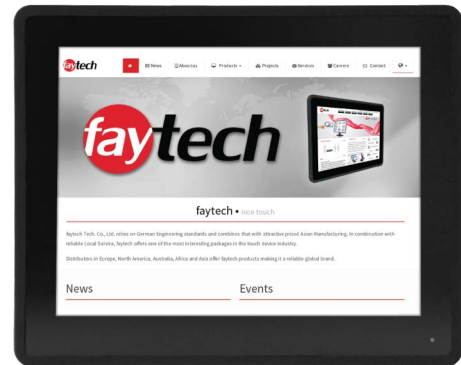 faytech
News About us Products Projects Services Careers Contact
faytech
faytech • nice touch
faytech Tech. Co., Ltd. relies on German Engineering standards and combines that with attractive priced Asian Manufacturing. In combination with
reliable Local Service, faytech offers one of the most interesting packages in the touch device industry.
Distributors in Europe, North America, Australia, Africa and Asia offer faytech products making it a reliable global brand.
News Events